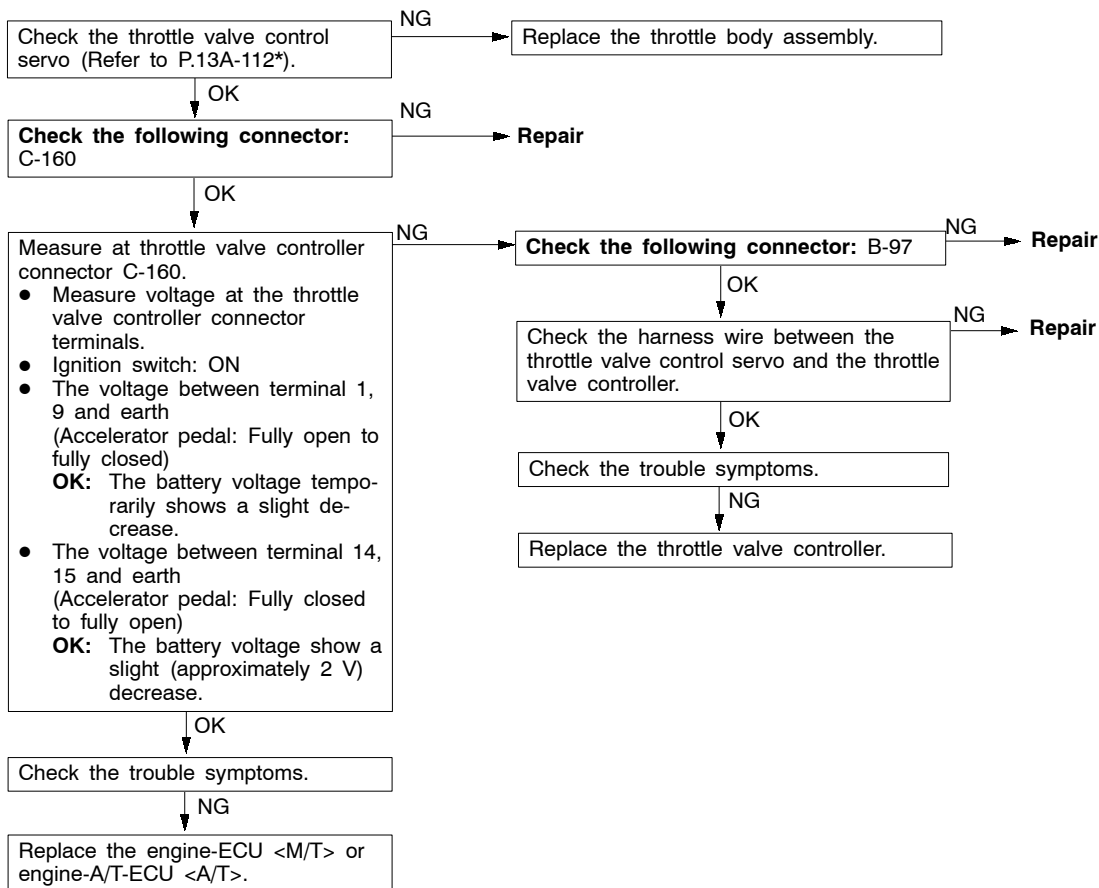 NG
Check the throttle valve control
servo (Refer to P.13A-112*).
Replace the throttle body assembly.
OK
NG
Check the following connector:
C-160
Repair
OK
Measure at throttle valve controller
connector C-160.
● Measure voltage at the throttle
valve controller connector
terminals.
● Ignition switch: ON
● The voltage between terminal 1,
9 and earth
(Accelerator pedal: Fully open to
fully closed)
OK: The battery voltage tempo-
rarily shows a slight de-
crease.
● The voltage between terminal 14,
15 and earth
(Accelerator pedal: Fully closed
to fully open)
OK: The battery voltage show a
slight (approximately 2 V)
decrease.
NG
Check the following connector: B-97
NG
Repair
OK
Check the harness wire between the
throttle valve control servo and the throttle
valve controller.
NG
Repair
OK
Check the trouble symptoms.
NG
Replace the throttle valve controller.
OK
Check the trouble symptoms.
NG
Replace the engine-ECU <M/T> or
engine-A/T-ECU <A/T>.